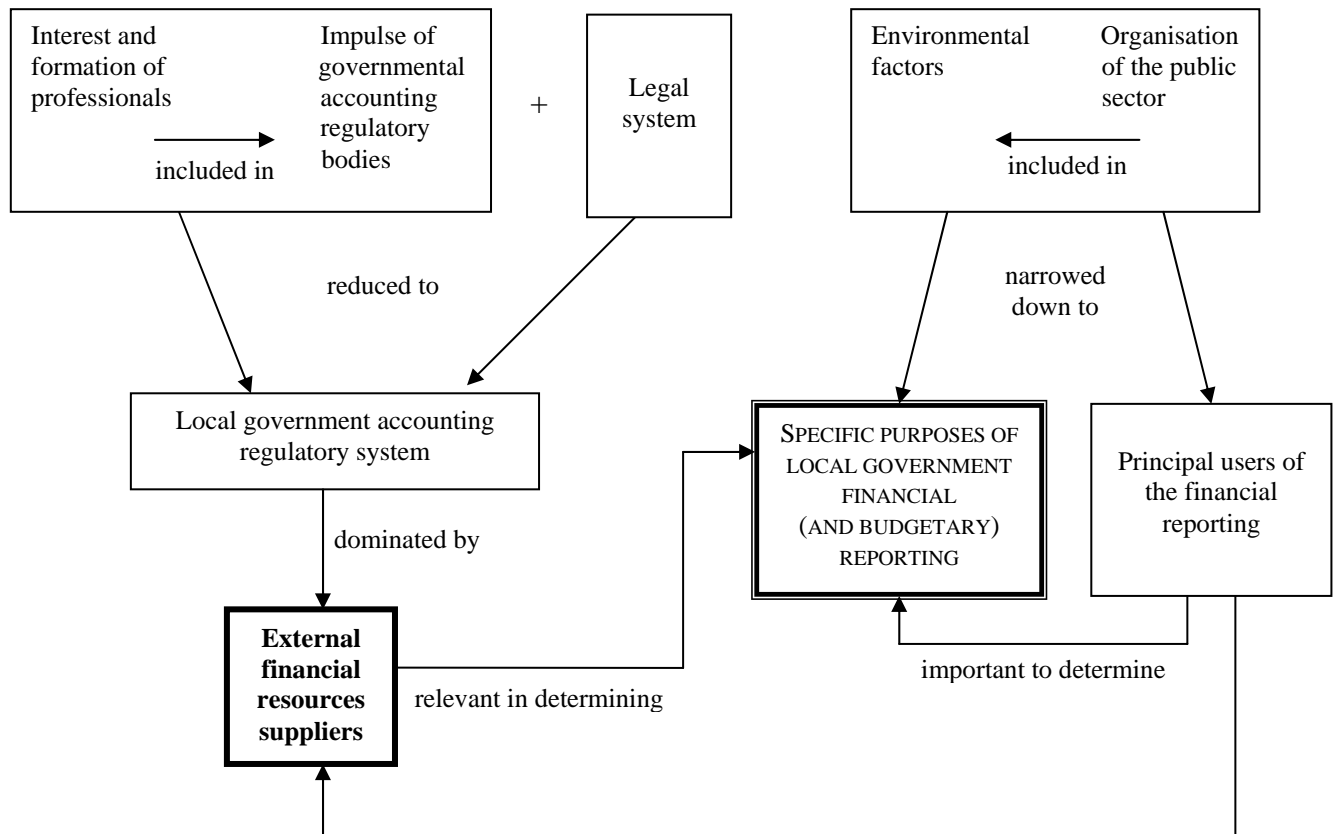 Interest and
formation of
professionals
Impulse of
governmental
accounting
regulatory
bodies
included in
+
Legal
system
Environmental
factors
Organisation
of the public
sector
included in
reduced to
narrowed
down to
Local government accounting
regulatory system
SPECIFIC PURPOSES OF
LOCAL GOVERNMENT
FINANCIAL
(AND BUDGETARY)
REPORTING
Principal users of
the financial
reporting
dominated by
External
financial
resources
suppliers
relevant in determining
important to determine